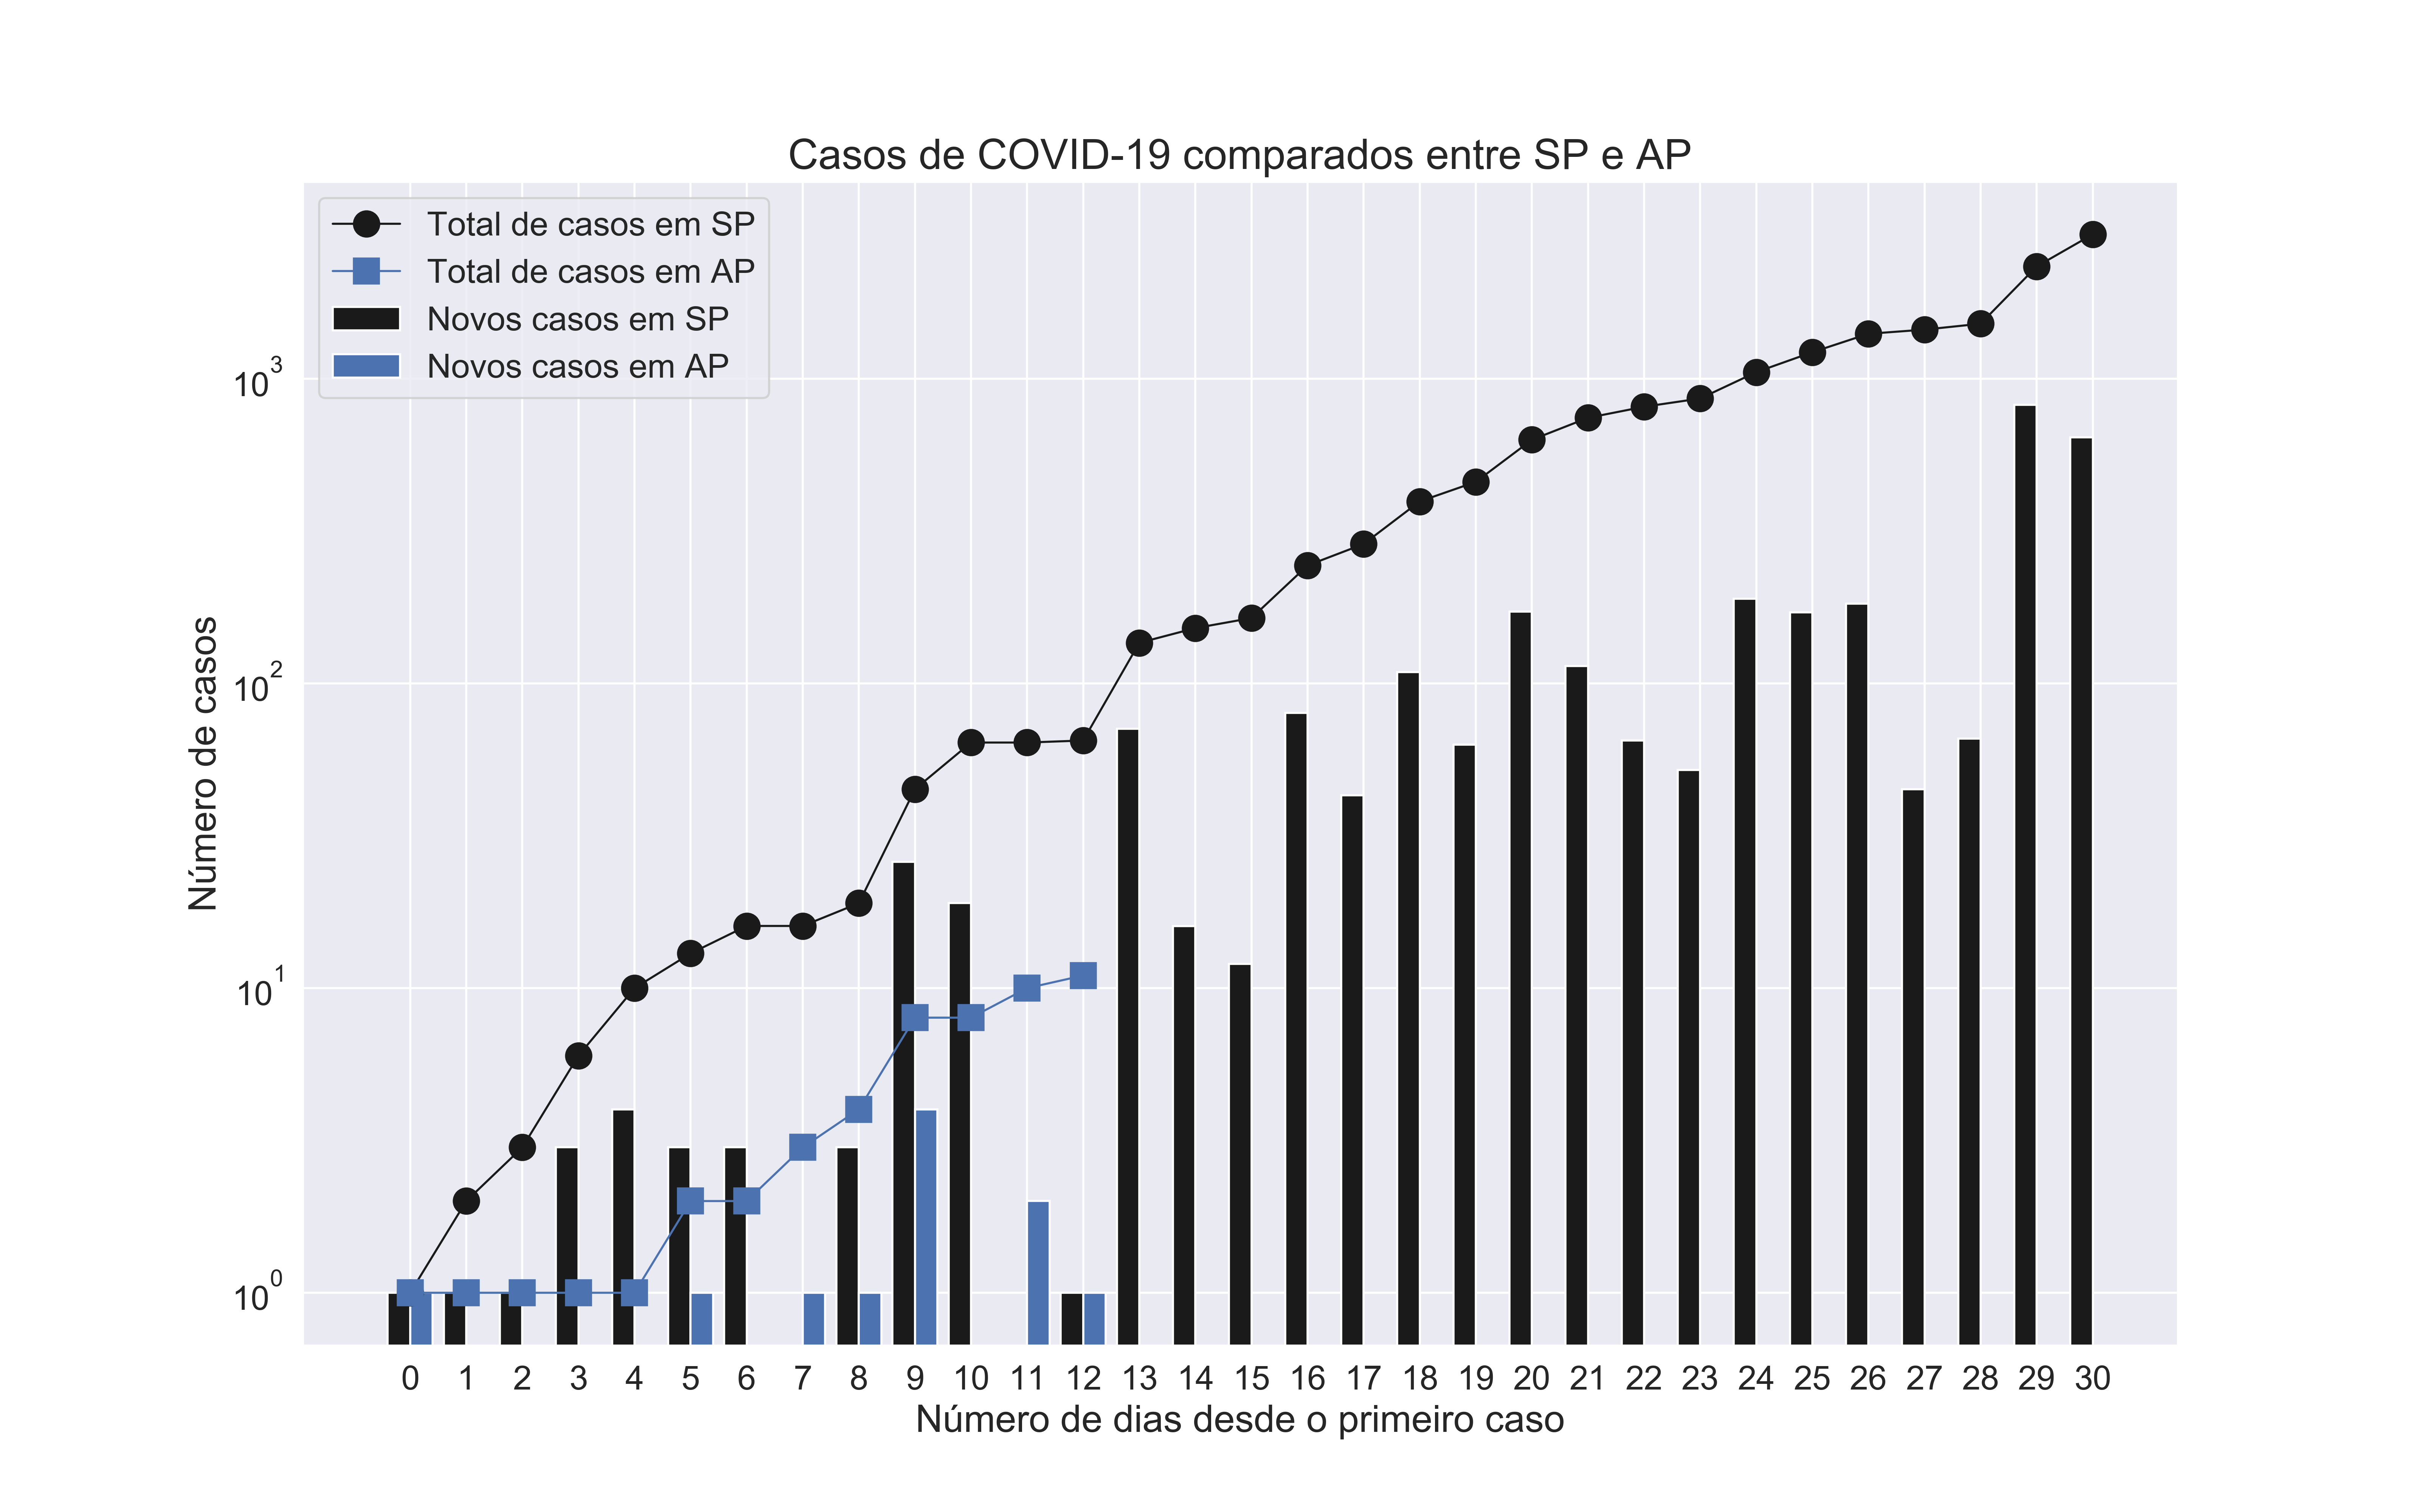 Casos de COVID-19 comparados entre SP e AP
Total de casos em SP
Total de casos em AP
Novos casos em SP
Novos casos em AP
Número de casos
10^3
10^2
10^1
10^0
0 1 2 3 4 5 6 7 8 9 10 11 12 13 14 15 16 17 18 19 20 21 22 23 24 25 26 27 28 29 30
Número de dias desde o primeiro caso